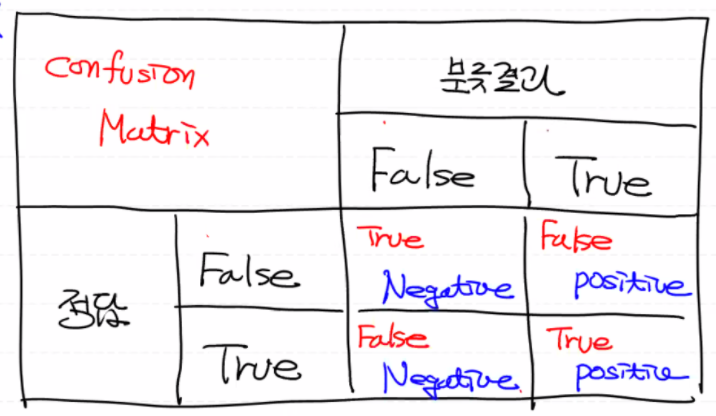 Confusion
Matrix
분류결과
False
True
정답
False
True
Negative
False
positive
True
False
Negative
True
positive